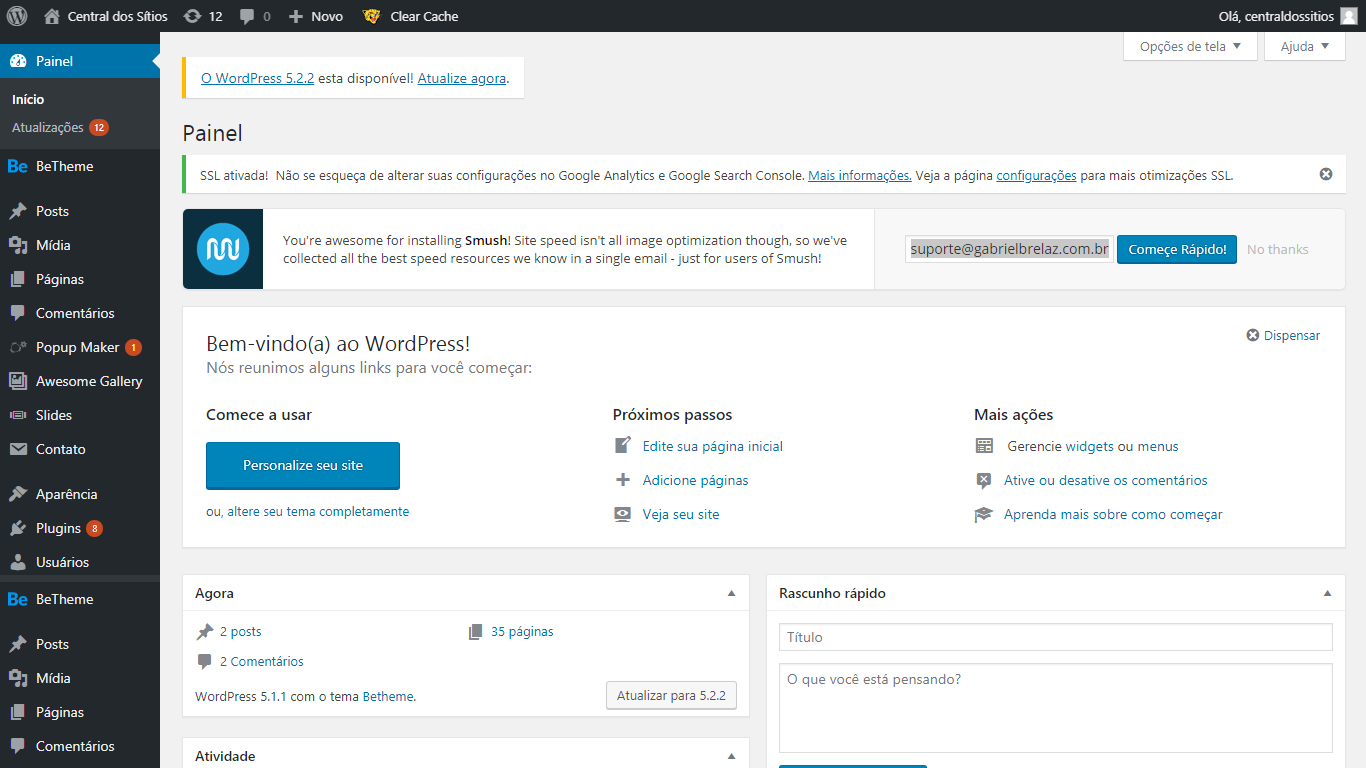 Central dos Sítios 12 0 Novo Clear Cache Olá, centraldossitios
Painel
Início
Atualizações 12
Be BeTheme
Posts
Mídia
Páginas
Comentários
Popup Maker 1
Awesome Gallery
Slides
Contato
Aparência
Plugins 8
Usuários
Be BeTheme
Posts
Mídia
Páginas
Comentários
Opções de tela Ajuda
O WordPress 5.2.2 esta disponível! Atualize agora.
Painel
SSL ativada! Não se esqueça de alterar suas configurações no Google Analytics e Google Search Console. Mais informações. Veja a página configurações para mais otimizações SSL.
You're awesome for installing Smush! Site speed isn't all image optimization though, so we've
collected all the best speed resources we know in a single email - just for users of Smush!
suporte@gabrielbrelaz.com.br Começe Rápido! No thanks
Bem-vindo(a) ao WordPress!
Dispensar
Nós reunimos alguns links para você começar:
Comece a usar
Personalize seu site
ou, altere seu tema completamente
Próximos passos
Edite sua página inicial
Adicione páginas
Veja seu site
Mais ações
Gerencie widgets ou menus
Ative ou desative os comentários
Aprenda mais sobre como começar
Agora
2 posts 35 páginas
2 Comentários
WordPress 5.1.1 com o tema Betheme. Atualizar para 5.2.2
Atividade
Rascunho rápido
Título
O que você está pensando?